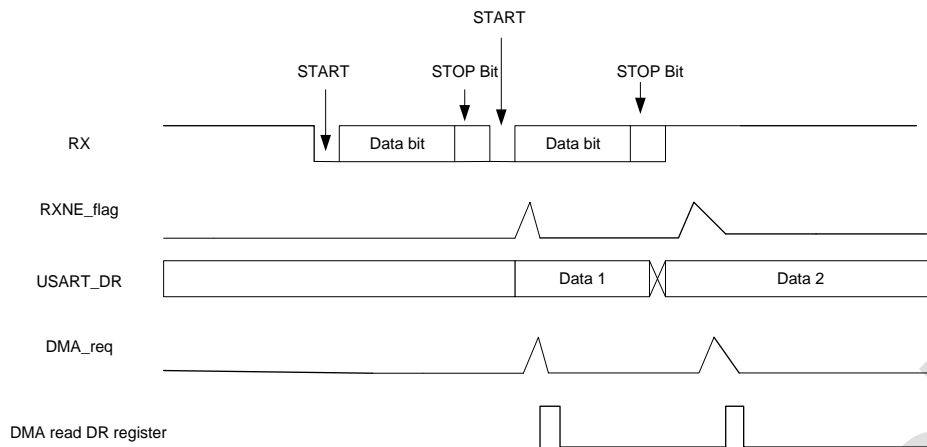 START
START
STOP Bit
STOP Bit
RX
Data bit
Data bit
RXNE_flag
USART_DR
Data 1
Data 2
DMA_req
DMA read DR register